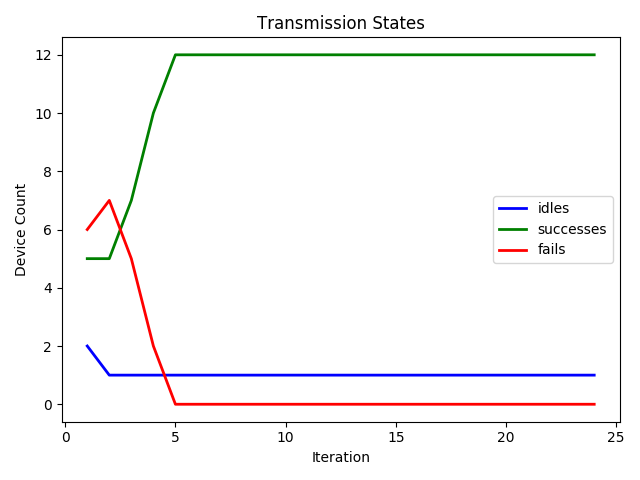 Transmission States
Device Count
12
10
8
6
4
2
0
idles
successes
fails
0 5 10 15 20 25
Iteration